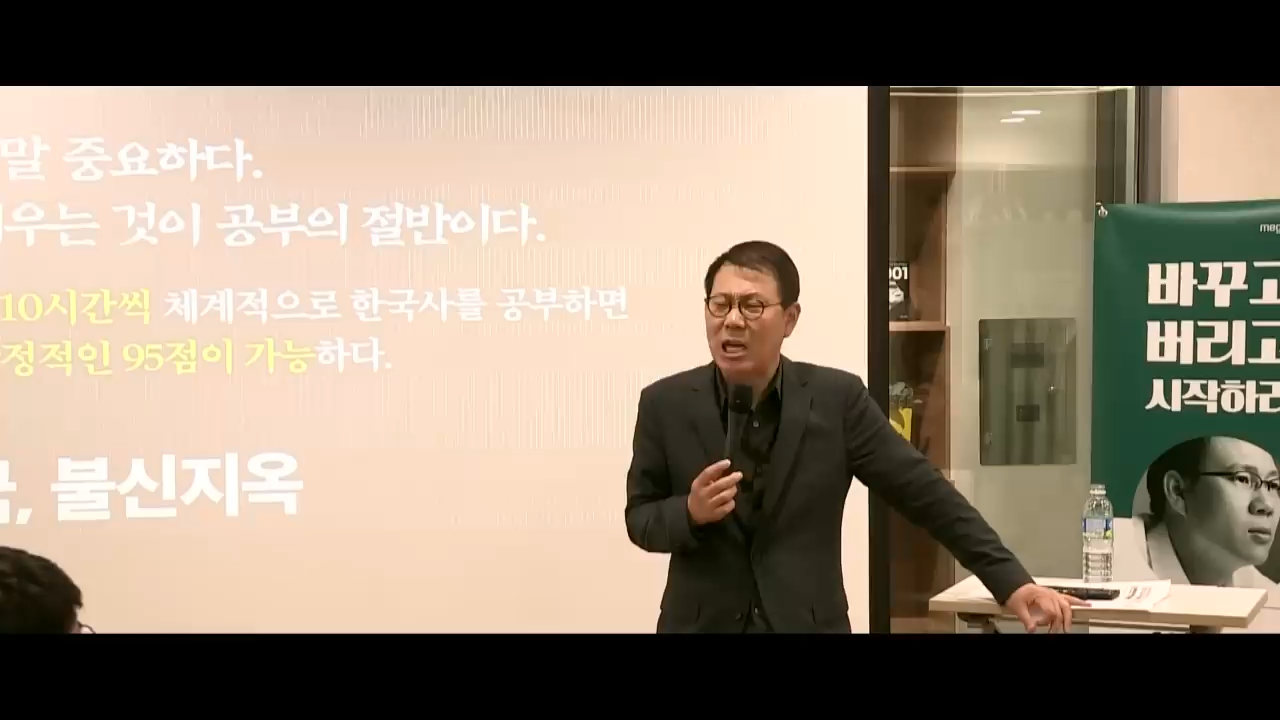 말 중요하다.
우는 것이 공부의 절반이다.
10시간씩 체계적으로 한국사를 공부하면
정적인 95점이 가능하다.
불신지옥
001
meg
바꾸고
버리고
시작하라